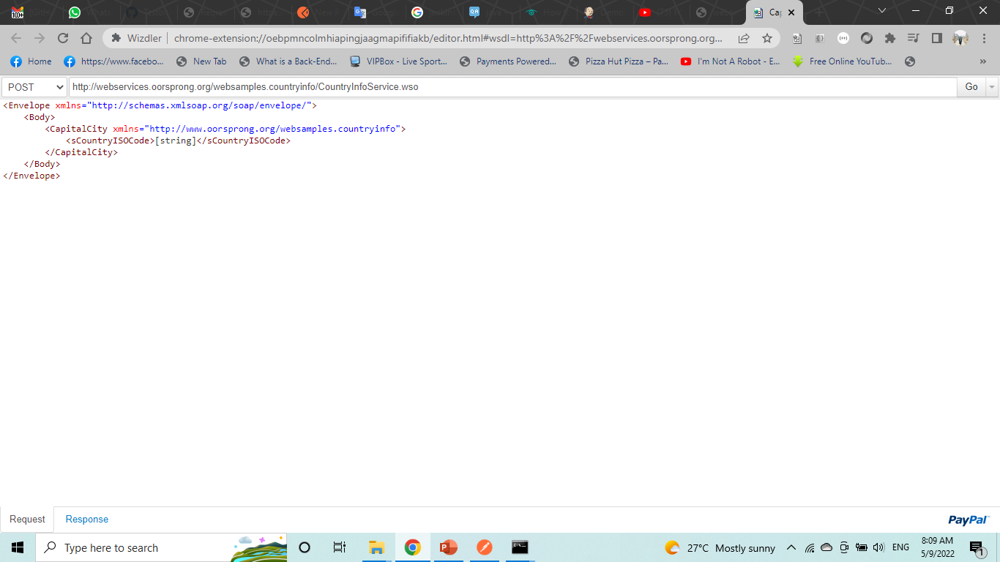 100+
Wizdler
chrome-extension://oebpmncolmhiapingjaagmapififiakb/editor.html#wsdl=http%3A%2F%2Fwebservices.oorsprong.org...
Home
https://www.facebo...
New Tab
What is a Back-End...
VIPBox - Live Sport...
Payments Powered...
Pizza Hut Pizza – Pa...
I'm Not A Robot - E...
Free Online YouTub...
»
POST
http://webservices.oorsprong.org/websamples.countryinfo/CountryInfoService.wso
Go
<Envelope xmlns="http://schemas.xmlsoap.org/soap/envelope/">
    <Body>
        <CapitalCity xmlns="http://www.oorsprong.org/websamples.countryinfo">
            <sCountryISOCode>[string]</sCountryISOCode>
        </CapitalCity>
    </Body>
</Envelope>
Request
Response
PayPal
Type here to search
27°C Mostly sunny
ENG
8:09 AM
5/9/2022
1